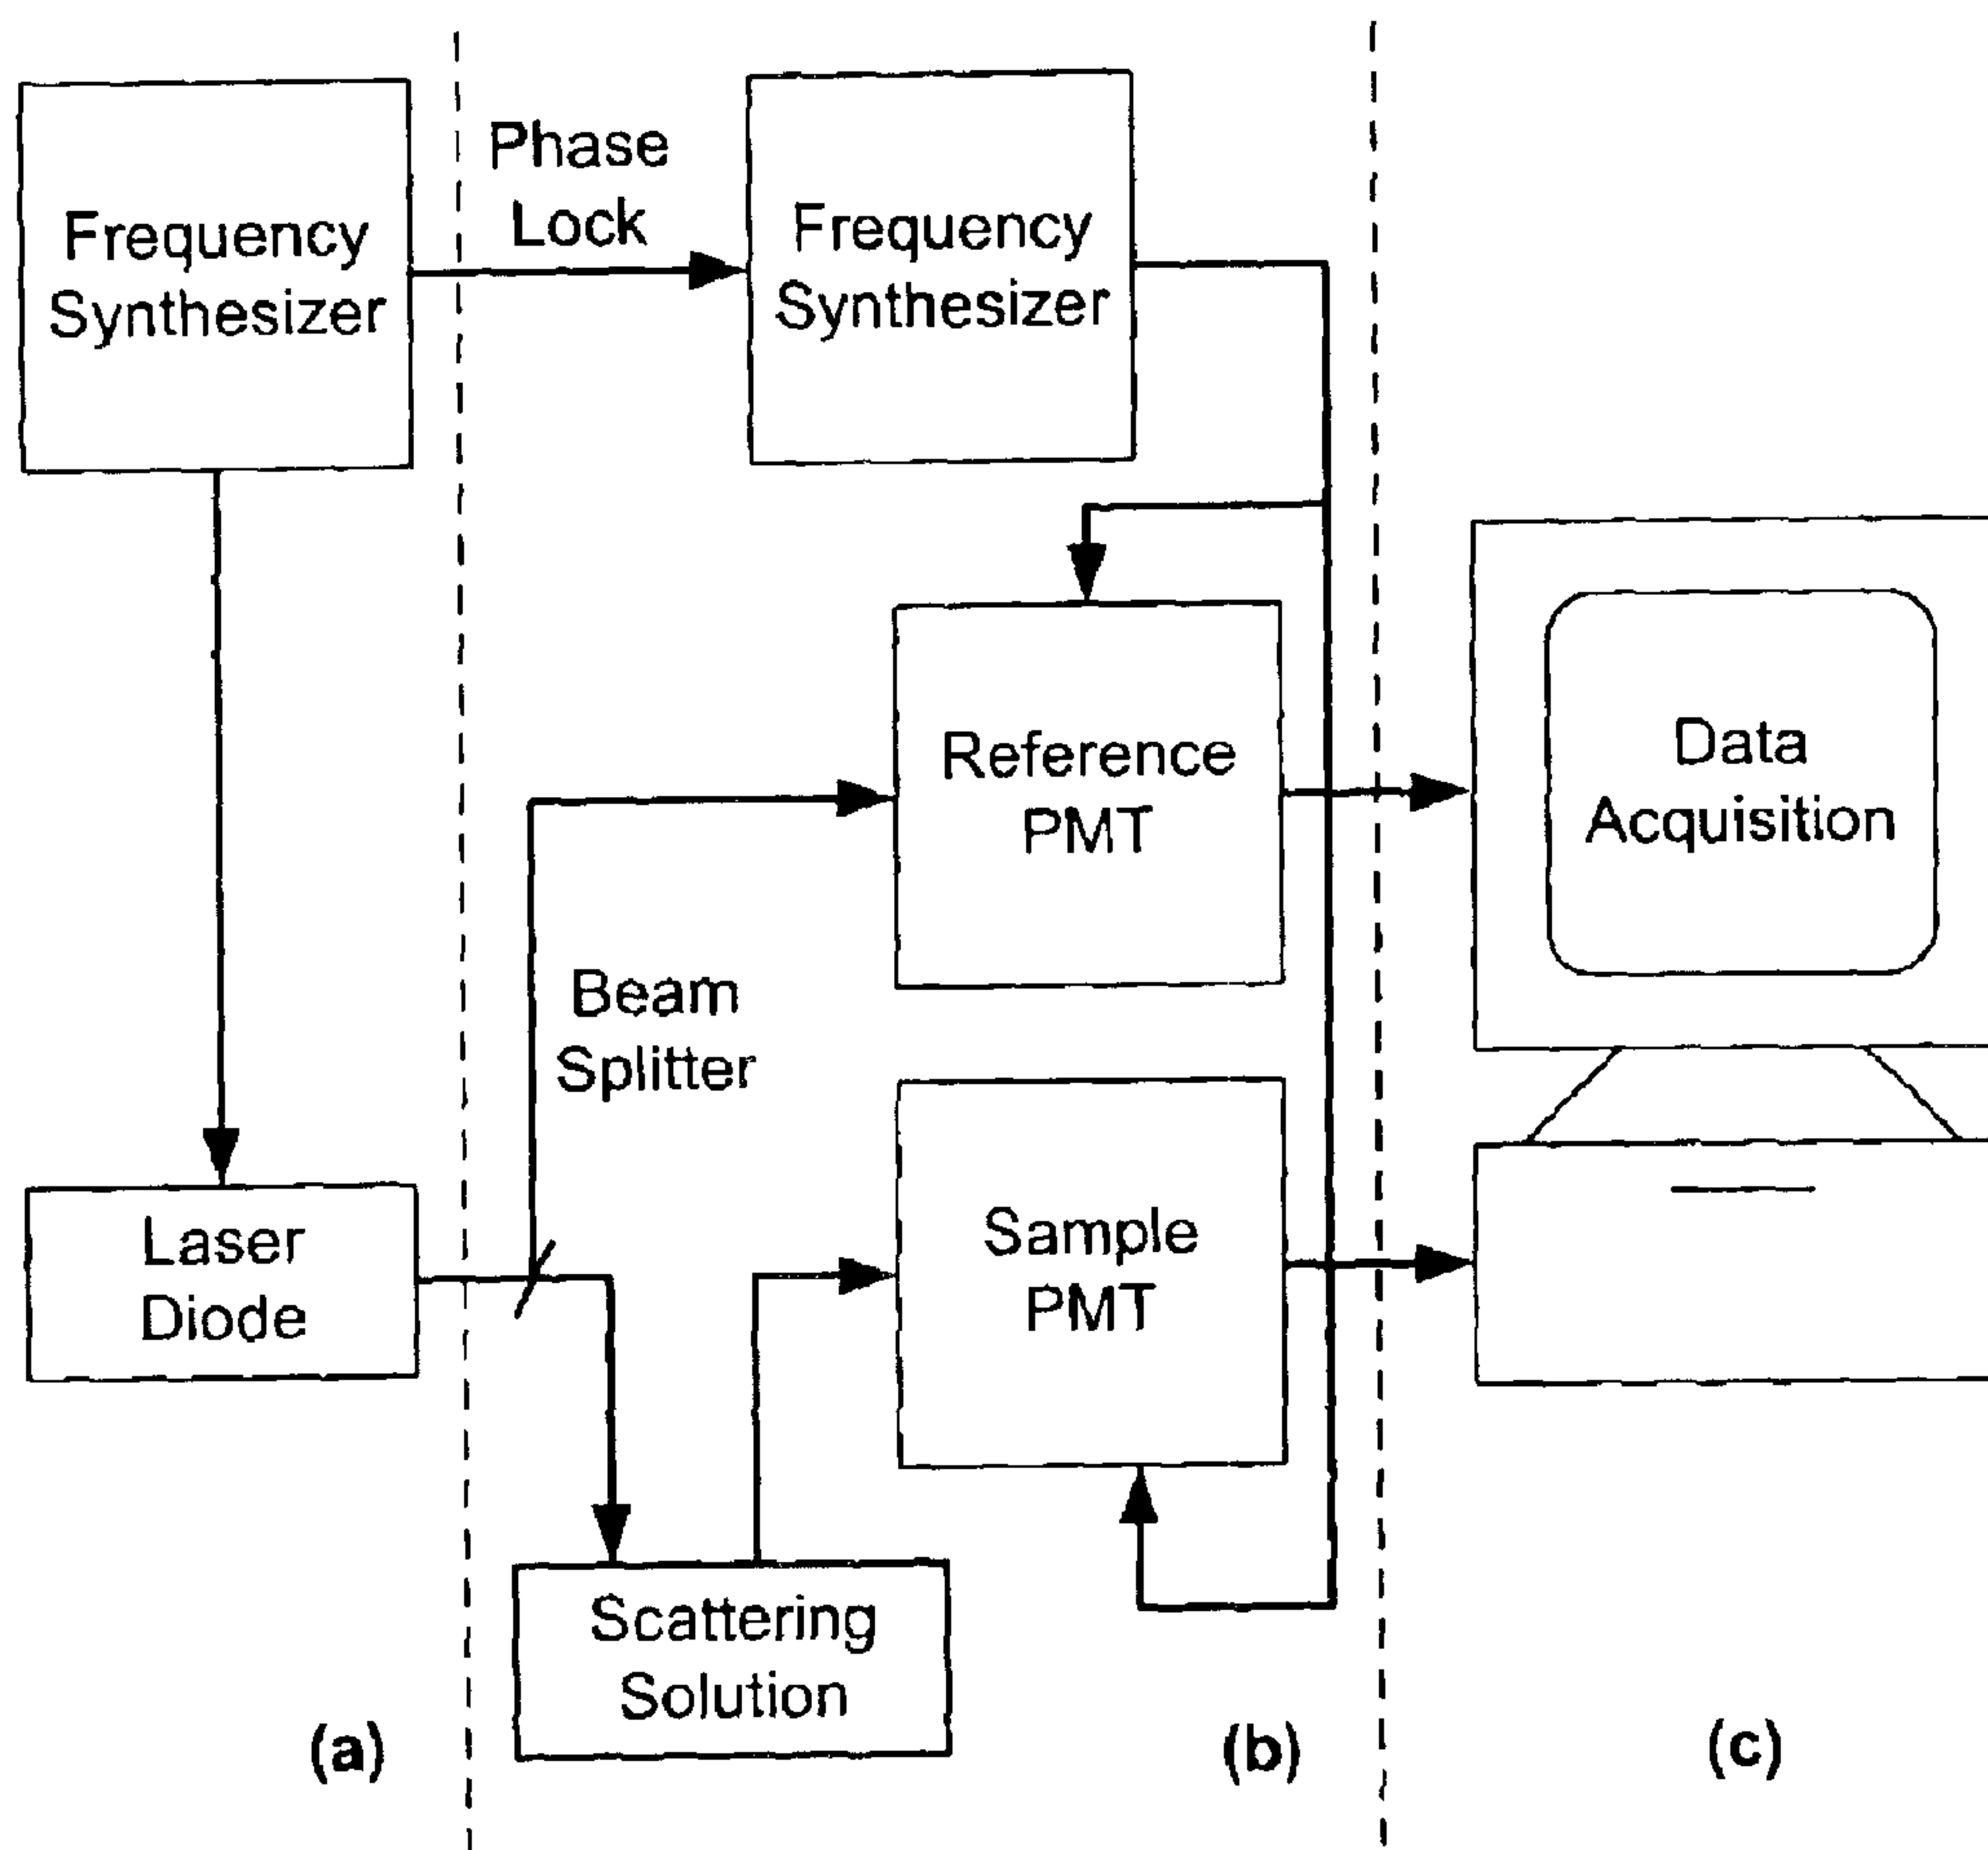 Frequency
Synthesizer
Phase
Lock
Frequency
Synthesizer
Reference
PMT
Data
Acquisition
Beam
Splitter
Laser
Diode
Sample
PMT
Scattering
Solution
(a)
(b)
(c)